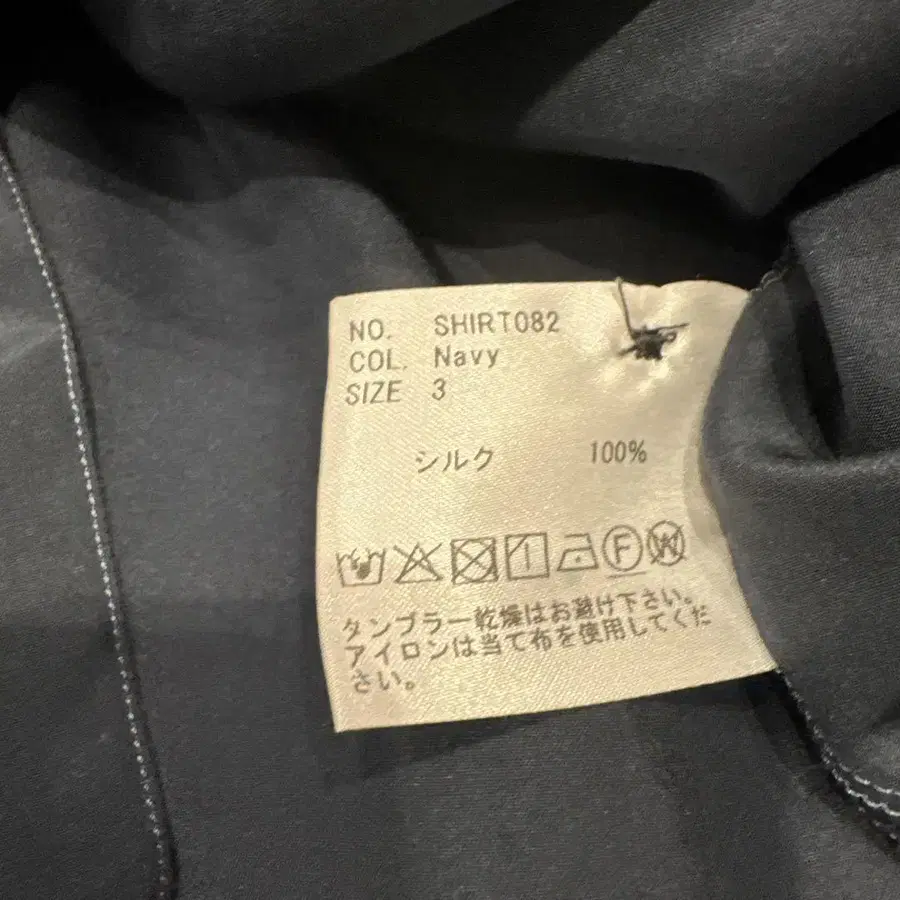 NO. SHIRT082
COL. Navy
SIZE 3
シルク 100%
F W
タンブラー乾燥はお避け下さい。
アイロンは当て布を使用してくだ
さい。